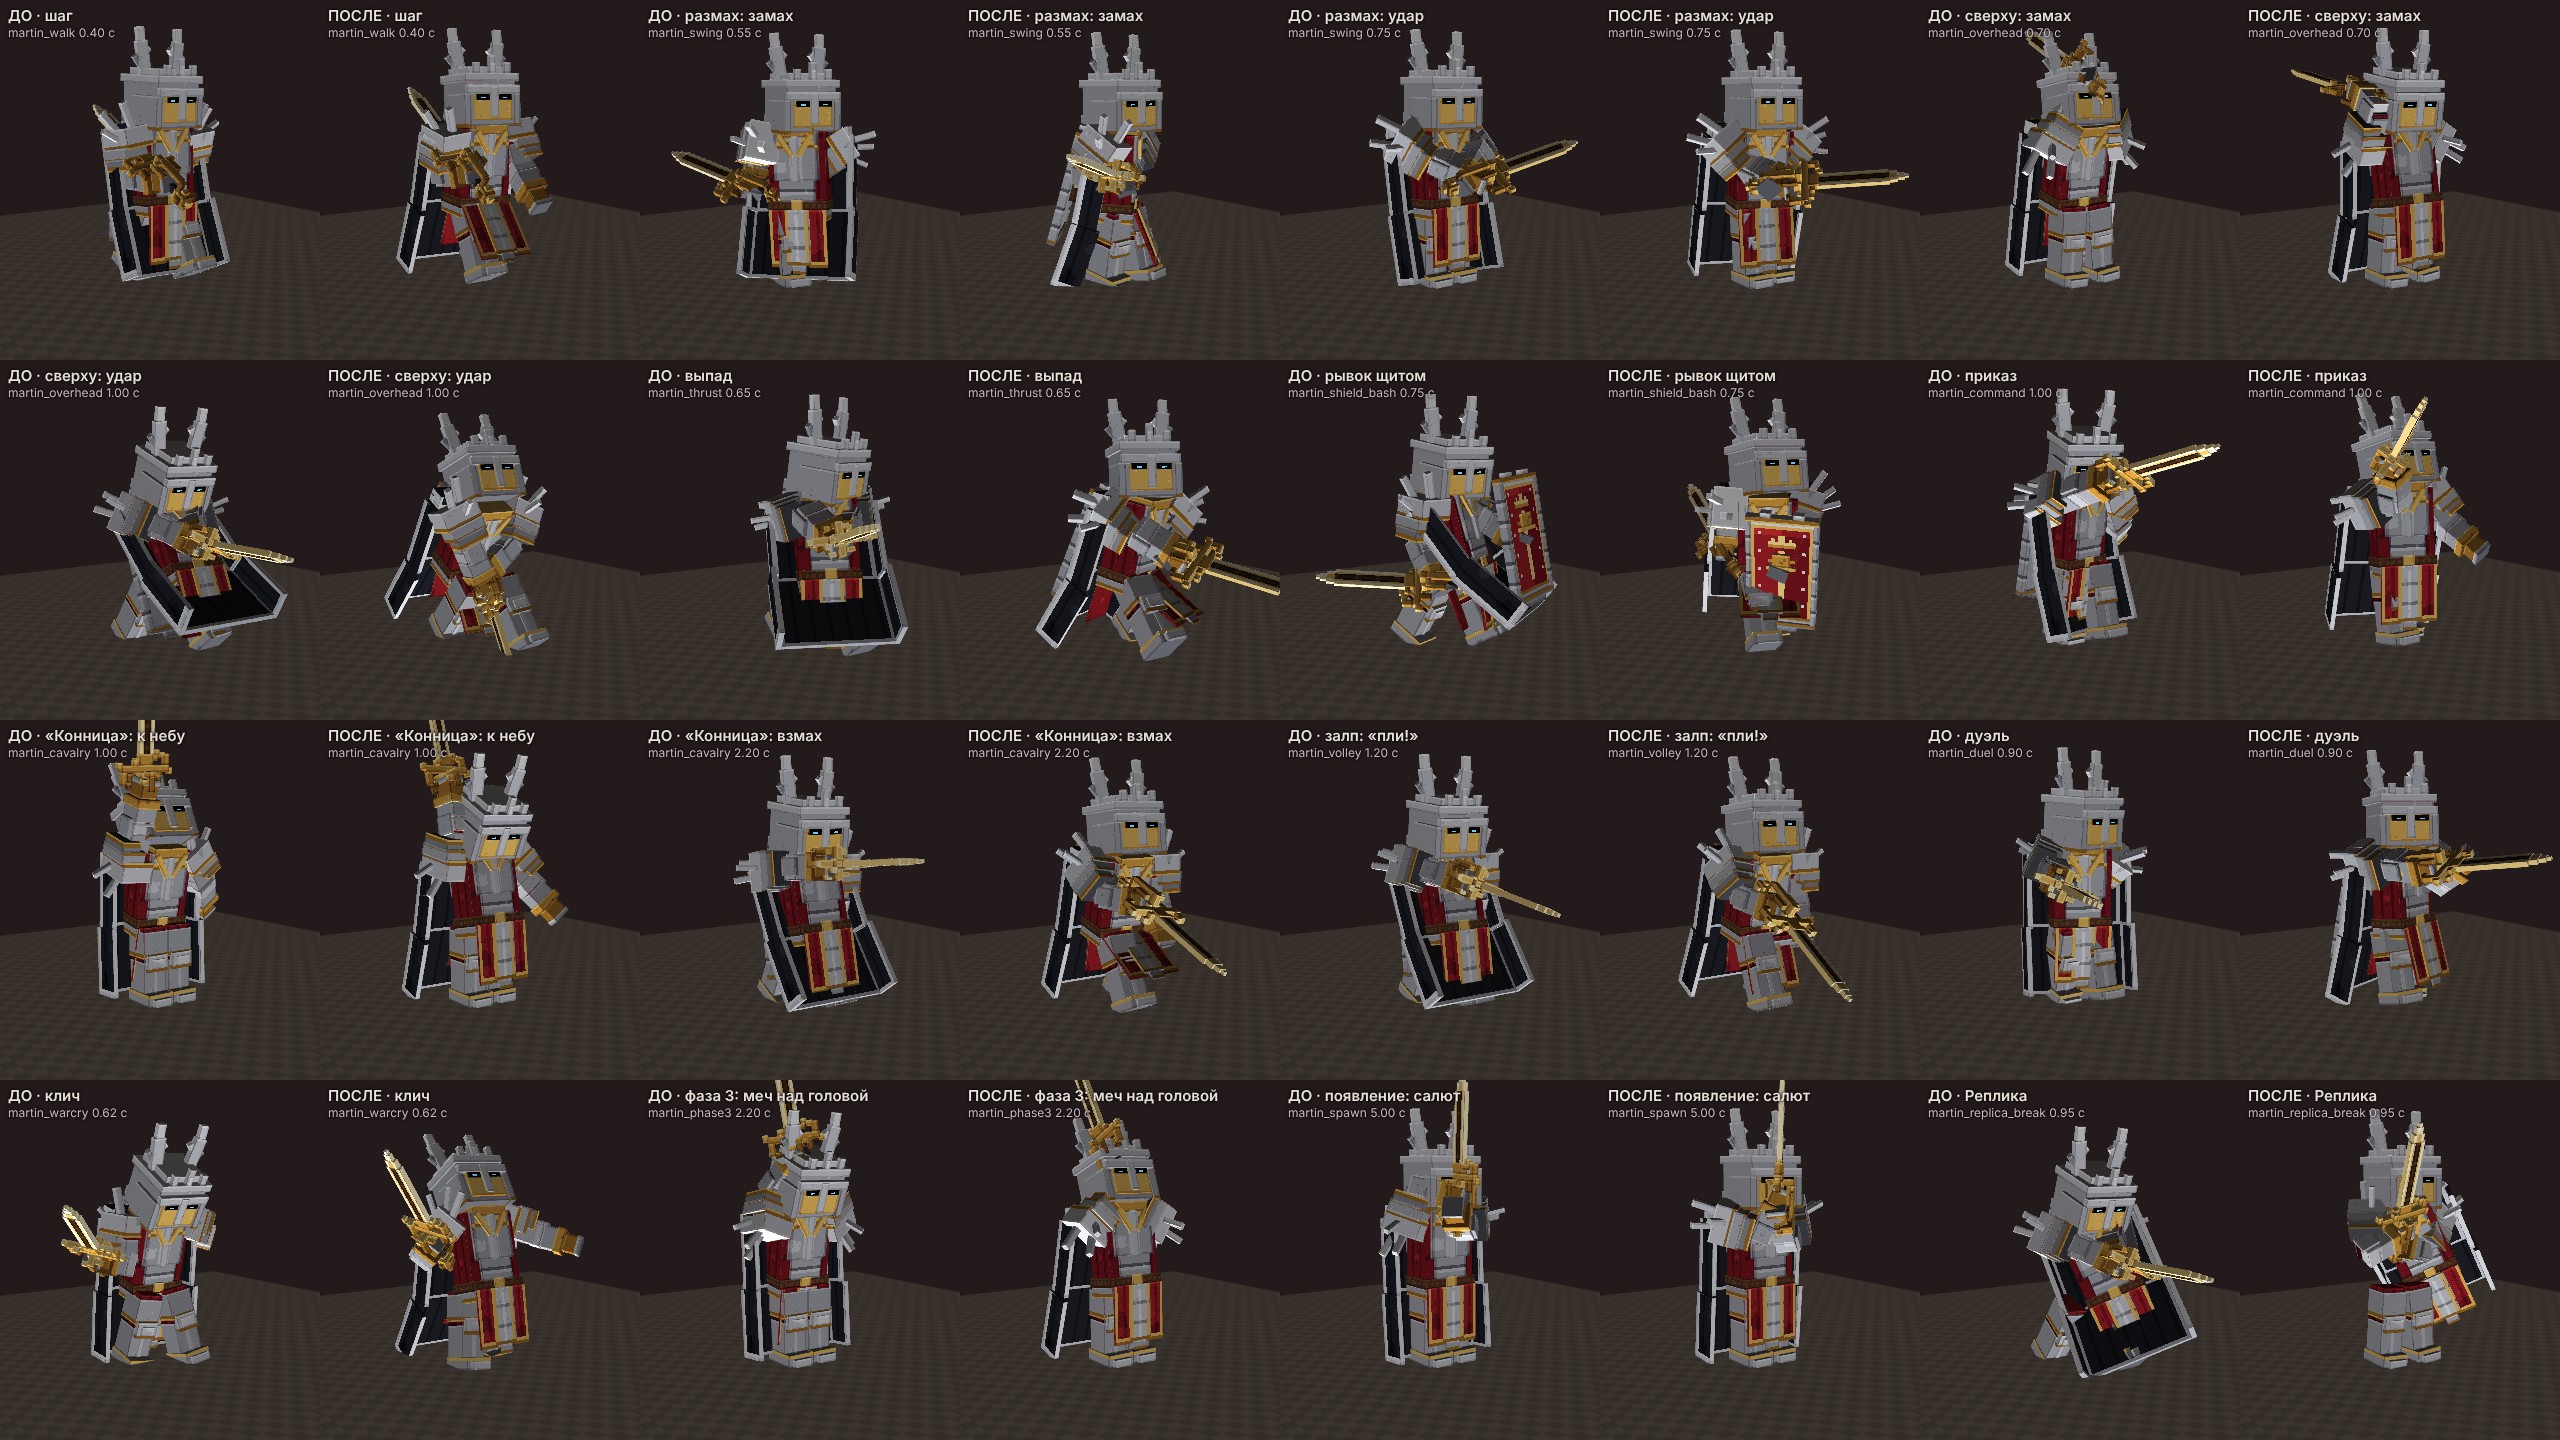 ДО · шаг
martin_walk 0.40 с
ПОСЛЕ · шаг
martin_walk 0.40 с
ДО · размах: замах
martin_swing 0.55 с
ПОСЛЕ · размах: замах
martin_swing 0.55 с
ДО · размах: удар
martin_swing 0.75 с
ПОСЛЕ · размах: удар
martin_swing 0.75 с
ДО · сверху: замах
martin_overhead 0.70 с
ПОСЛЕ · сверху: замах
martin_overhead 0.70 с
ДО · сверху: удар
martin_overhead 1.00 с
ПОСЛЕ · сверху: удар
martin_overhead 1.00 с
ДО · выпад
martin_thrust 0.65 с
ПОСЛЕ · выпад
martin_thrust 0.65 с
ДО · рывок щитом
martin_shield_bash 0.75 с
ПОСЛЕ · рывок щитом
martin_shield_bash 0.75 с
ДО · приказ
martin_command 1.00 с
ПОСЛЕ · приказ
martin_command 1.00 с
ДО · «Конница»: к небу
martin_cavalry 1.00 с
ПОСЛЕ · «Конница»: к небу
martin_cavalry 1.00 с
ДО · «Конница»: взмах
martin_cavalry 2.20 с
ПОСЛЕ · «Конница»: взмах
martin_cavalry 2.20 с
ДО · залп: «пли!»
martin_volley 1.20 с
ПОСЛЕ · залп: «пли!»
martin_volley 1.20 с
ДО · дуэль
martin_duel 0.90 с
ПОСЛЕ · дуэль
martin_duel 0.90 с
ДО · клич
martin_warcry 0.62 с
ПОСЛЕ · клич
martin_warcry 0.62 с
ДО · фаза 3: меч над головой
martin_phase3 2.20 с
ПОСЛЕ · фаза 3: меч над головой
martin_phase3 2.20 с
ДО · появление: салют
martin_spawn 5.00 с
ПОСЛЕ · появление: салют
martin_spawn 5.00 с
ДО · Реплика
martin_replica_break 0.95 с
ПОСЛЕ · Реплика
martin_replica_break 0.95 с